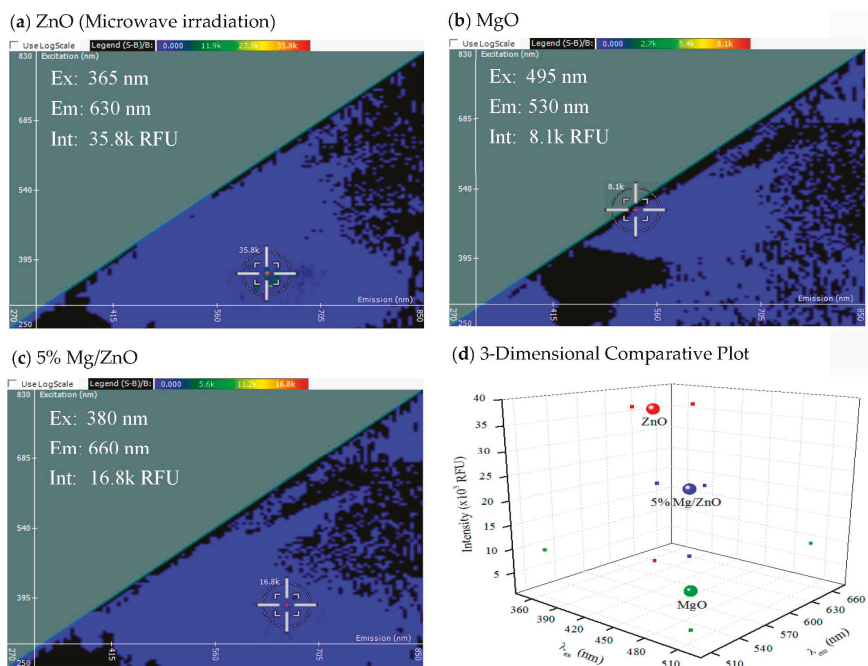 (a) ZnO (Microwave irradiation)
Use LogScale Legend (S-B)/B: 0.000 11.9k 23.8k 35.8k
Excitation (nm)
830
685
540
395
250
Ex: 365 nm
Em: 630 nm
Int: 35.8k RFU
35.8k
Emission (nm)
270 415 560 705 850
(b) MgO
Use LogScale Legend (S-B)/B: 0.000 2.7k 5.4k 8.1k
Excitation (nm)
830
685
540
395
250
Ex: 495 nm
Em: 530 nm
Int: 8.1k RFU
8.1k
Emission (nm)
270 415 560 705 850
(c) 5% Mg/ZnO
Use LogScale Legend (S-B)/B: 0.000 5.6k 11.2k 16.8k
Excitation (nm)
830
685
540
395
250
Ex: 380 nm
Em: 660 nm
Int: 16.8k RFU
16.8k
Emission (nm)
270 415 560 705 850
(d) 3-Dimensional Comparative Plot
Intensity (x10³ RFU)
40
35
30
25
20
15
10
5
ZnO
5% Mg/ZnO
MgO
360 390 420 450 480 510
λex (nm)
510 540 570 600 630 660
λem (nm)